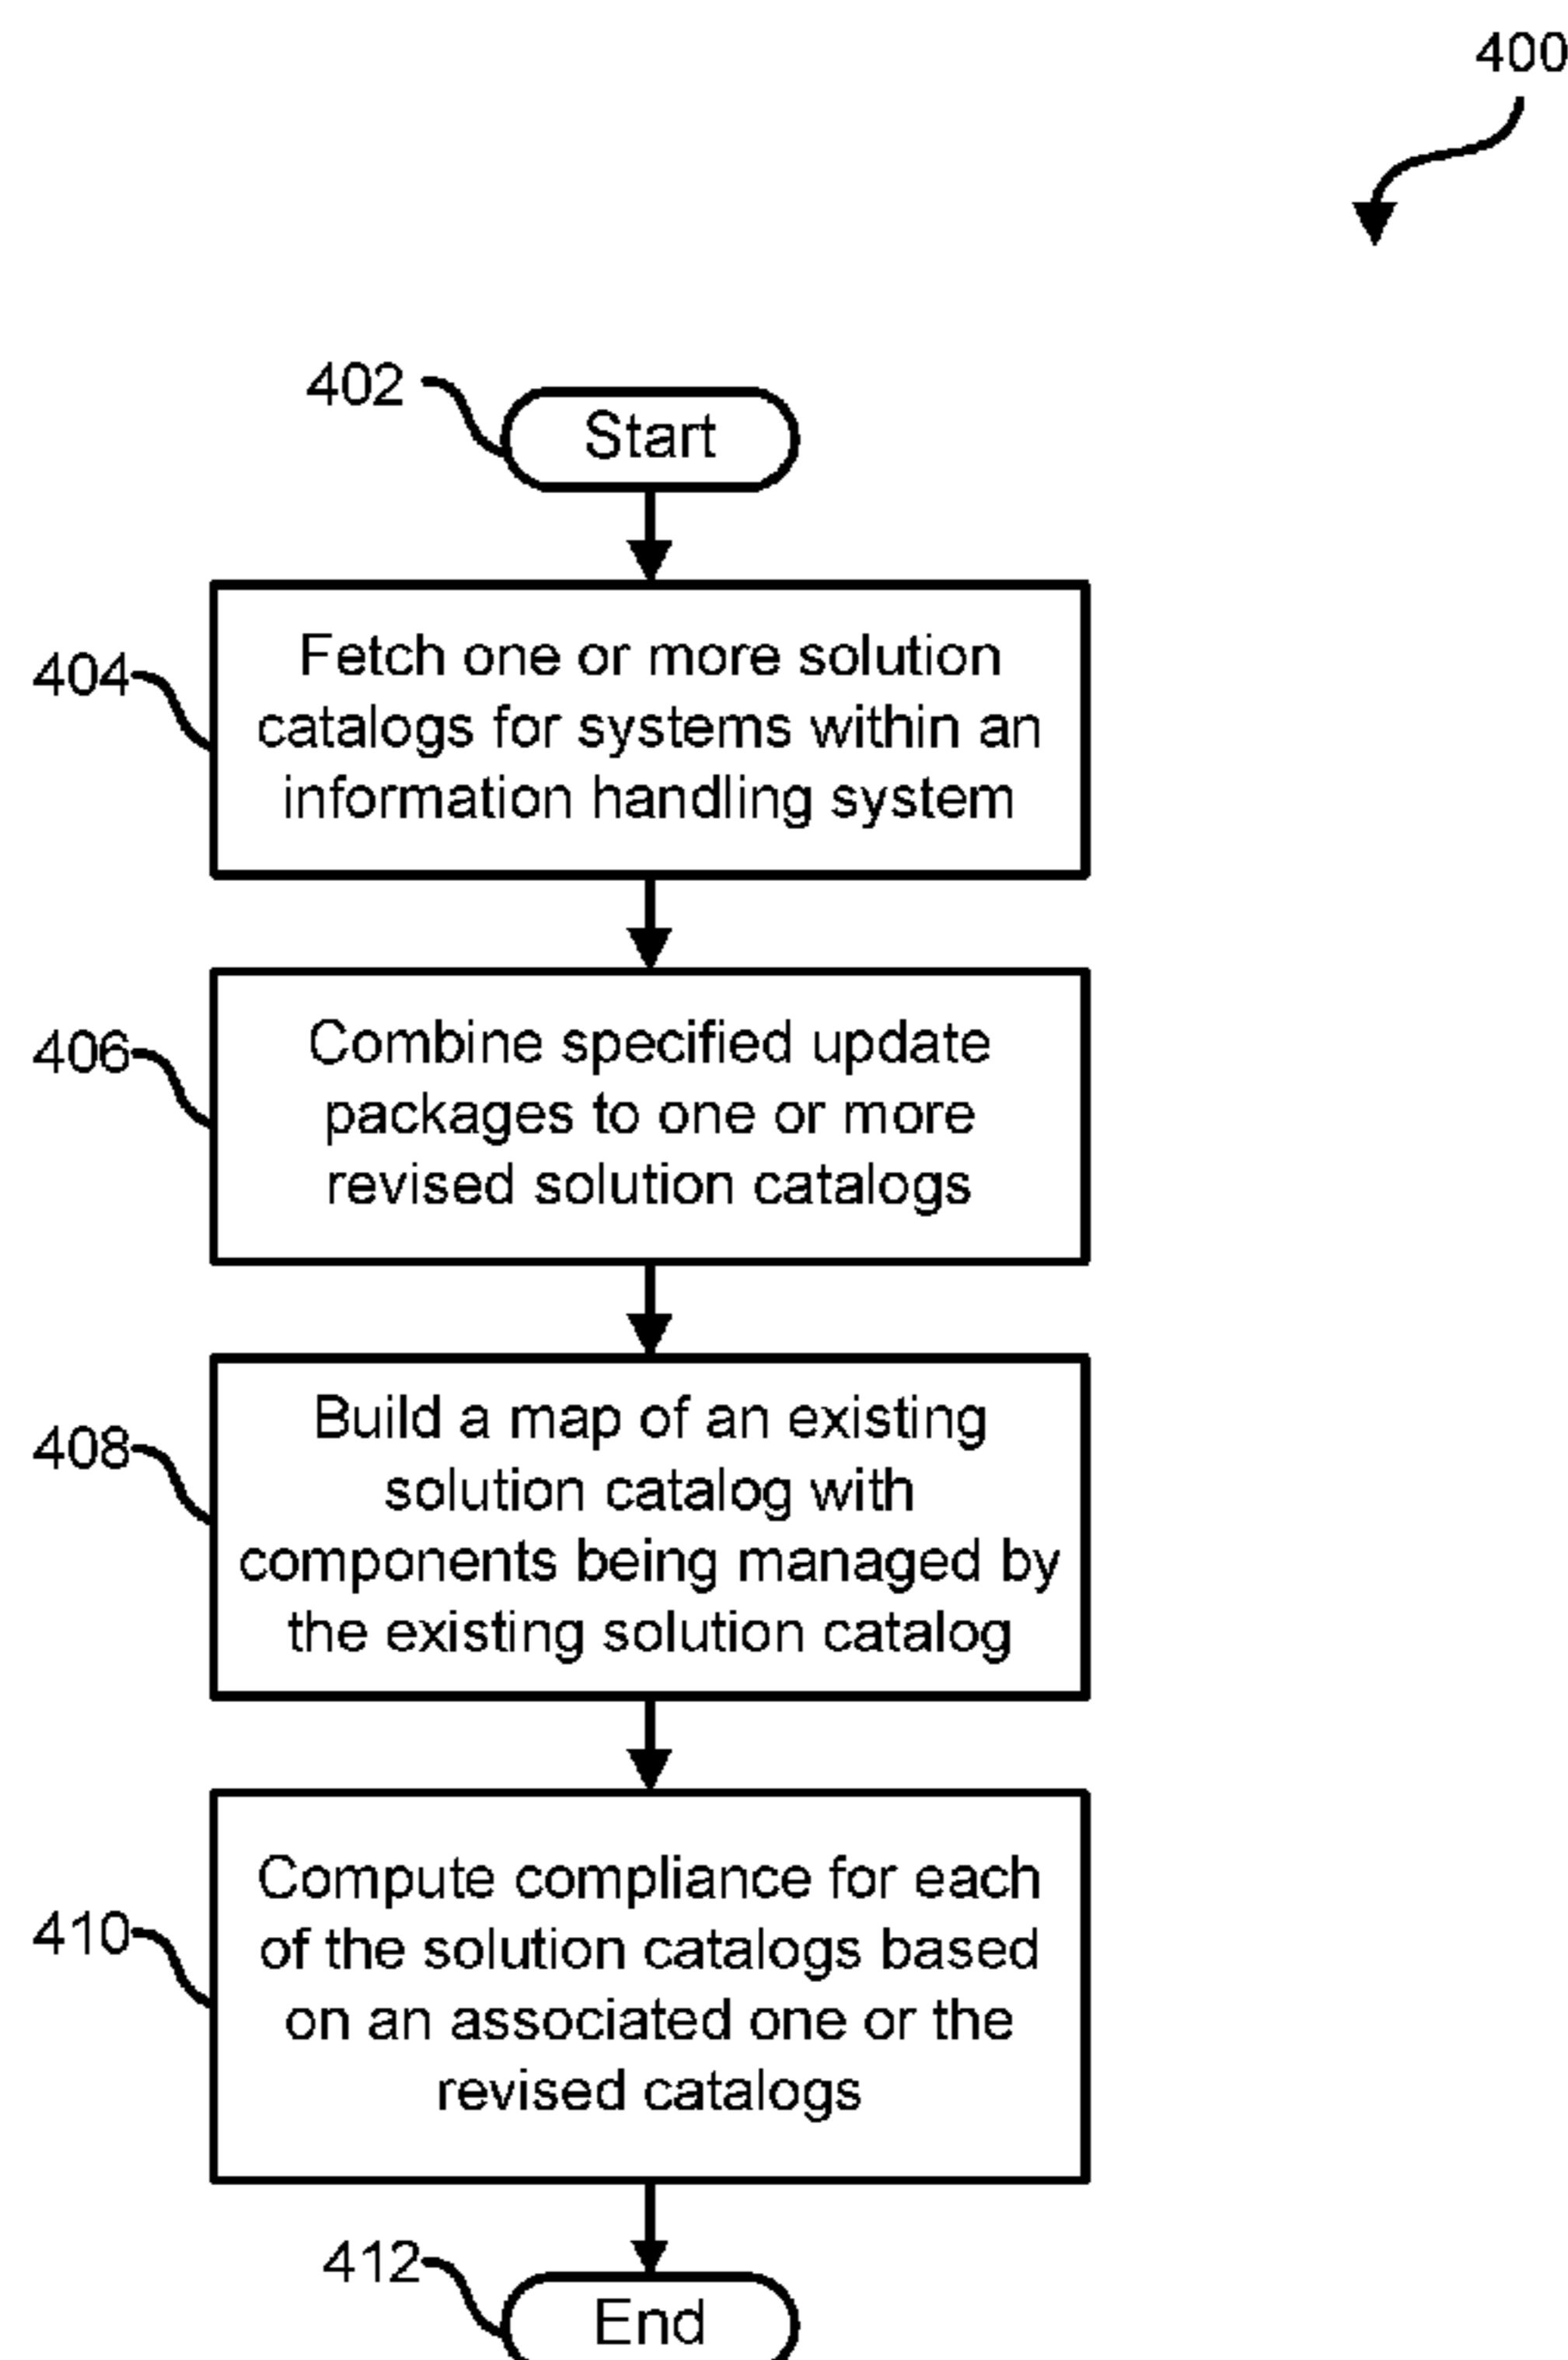 400
402
Start
404
Fetch one or more solution
catalogs for systems within an
information handling system
406
Combine specified update
packages to one or more
revised solution catalogs
408
Build a map of an existing
solution catalog with
components being managed by
the existing solution catalog
410
Compute compliance for each
of the solution catalogs based
on an associated one or the
revised catalogs
412
End